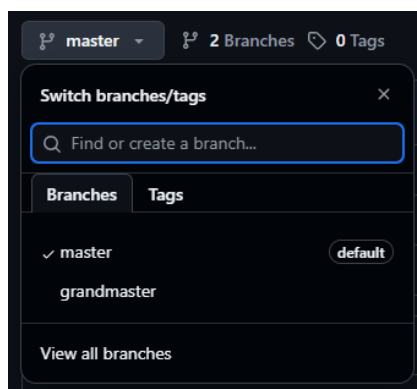 master 2 Branches 0 Tags
Switch branches/tags
Find or create a branch...
Branches Tags
master default
grandmaster
View all branches